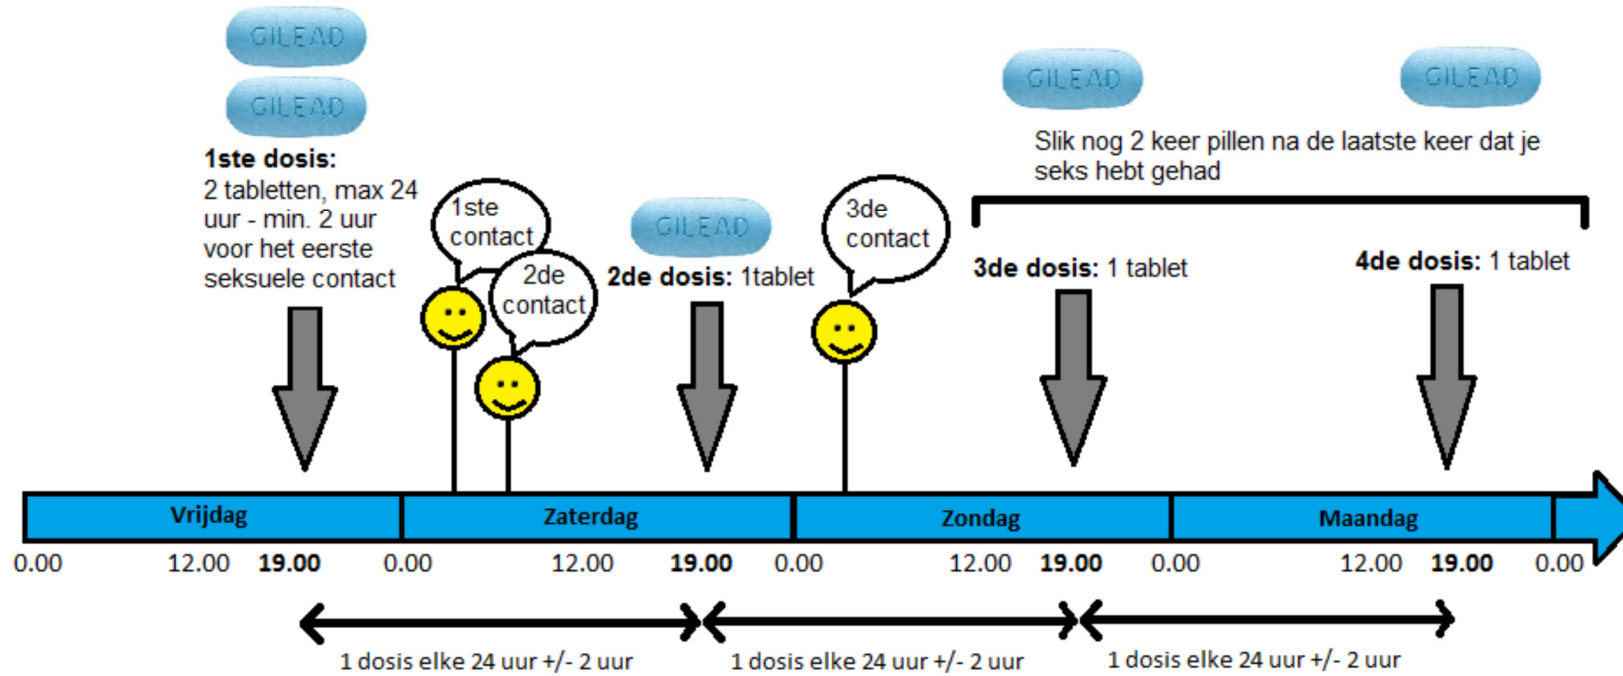 GILEAD
GILEAD
1ste dosis:
2 tabletten, max 24
uur - min. 2 uur
voor het eerste
seksuele contact
1ste
contact
2de
contact
GILEAD
2de dosis: 1tablet
3de
contact
GILEAD
GILEAD
Slik nog 2 keer pillen na de laatste keer dat je
seks hebt gehad
3de dosis: 1 tablet
4de dosis: 1 tablet
Vrijdag
Zaterdag
Zondag
Maandag
0.00 12.00 19.00 0.00 12.00 19.00 0.00 12.00 19.00 0.00 12.00 19.00 0.00
1 dosis elke 24 uur +/- 2 uur
1 dosis elke 24 uur +/- 2 uur
1 dosis elke 24 uur +/- 2 uur